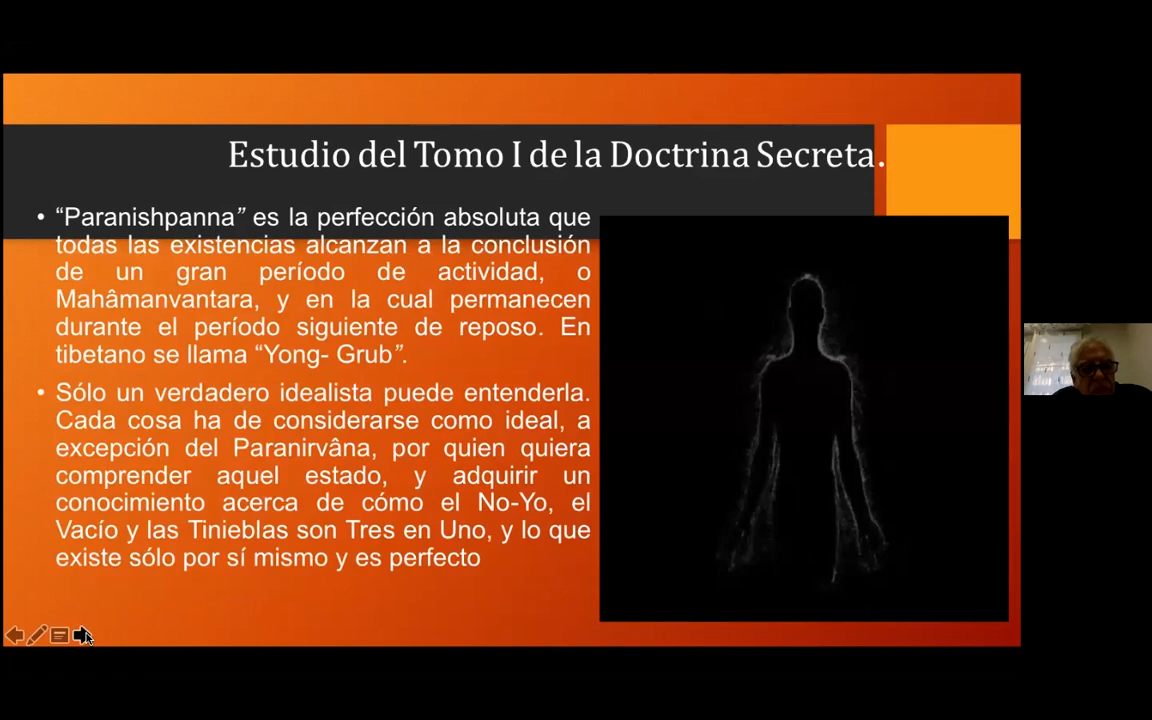 Estudio del Tomo I de la Doctrina Secreta.
• “Paranishpanna” es la perfección absoluta que
todas las existencias alcanzan a la conclusión
de un gran período de actividad, o
Mahâmanvantara, y en la cual permanecen
durante el período siguiente de reposo. En
tibetano se llama “Yong- Grub”.
• Sólo un verdadero idealista puede entenderla.
Cada cosa ha de considerarse como ideal, a
excepción del Paranirvâna, por quien quiera
comprender aquel estado, y adquirir un
conocimiento acerca de cómo el No-Yo, el
Vacío y las Tinieblas son Tres en Uno, y lo que
existe sólo por sí mismo y es perfecto